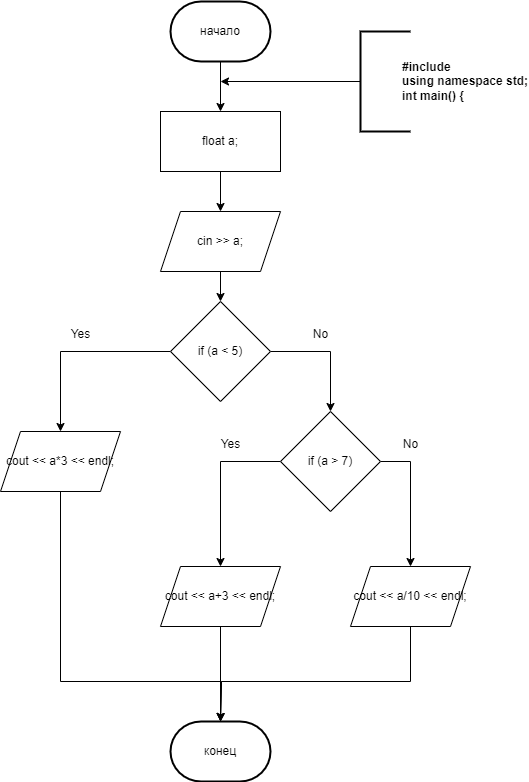 начало
#include
using namespace std;
int main() {
float a;
cin >> a;
if (a < 5)
Yes
No
cout << a*3 << endl;
if (a > 7)
Yes
No
cout << a+3 << endl;
cout << a/10 << endl;
конец